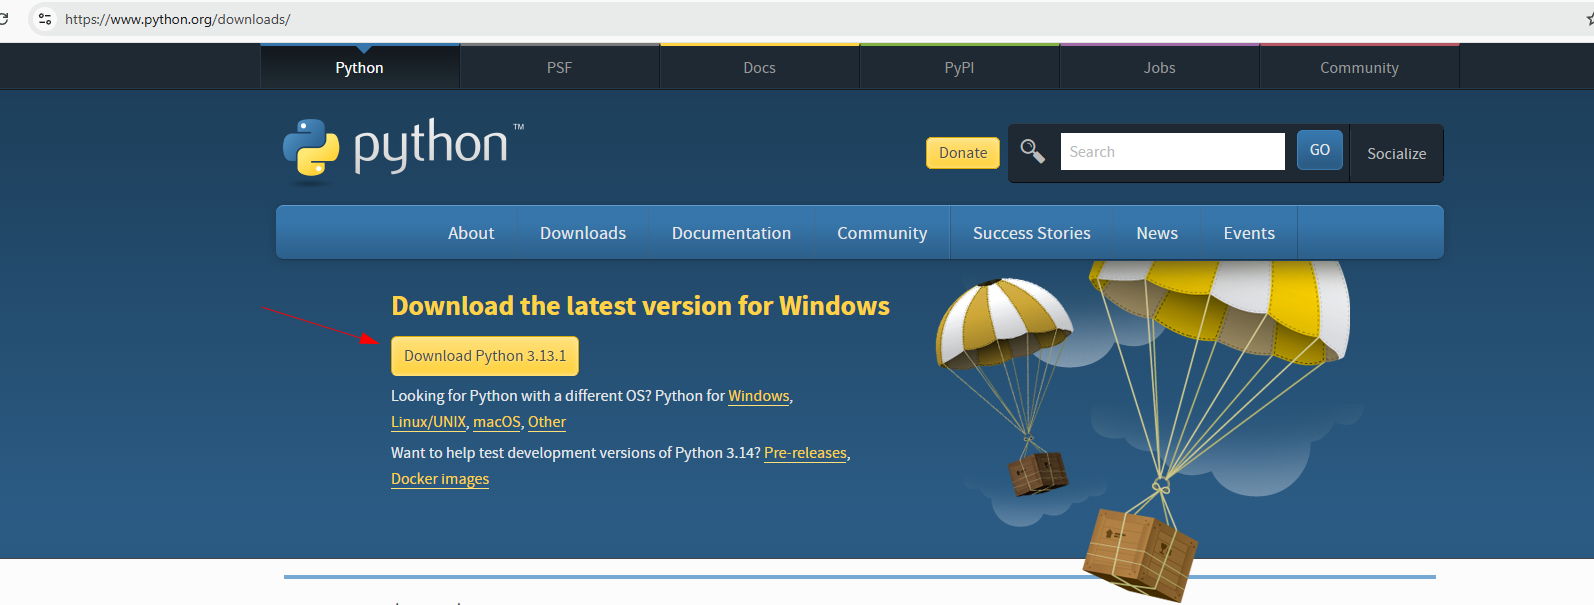 https://www.python.org/downloads/
Python PSF Docs PyPI Jobs Community
python™
Donate Search GO Socialize
About Downloads Documentation Community Success Stories News Events
Download the latest version for Windows
Download Python 3.13.1
Looking for Python with a different OS? Python for Windows,
Linux/UNIX, macOS, Other
Want to help test development versions of Python 3.14? Pre-releases,
Docker images